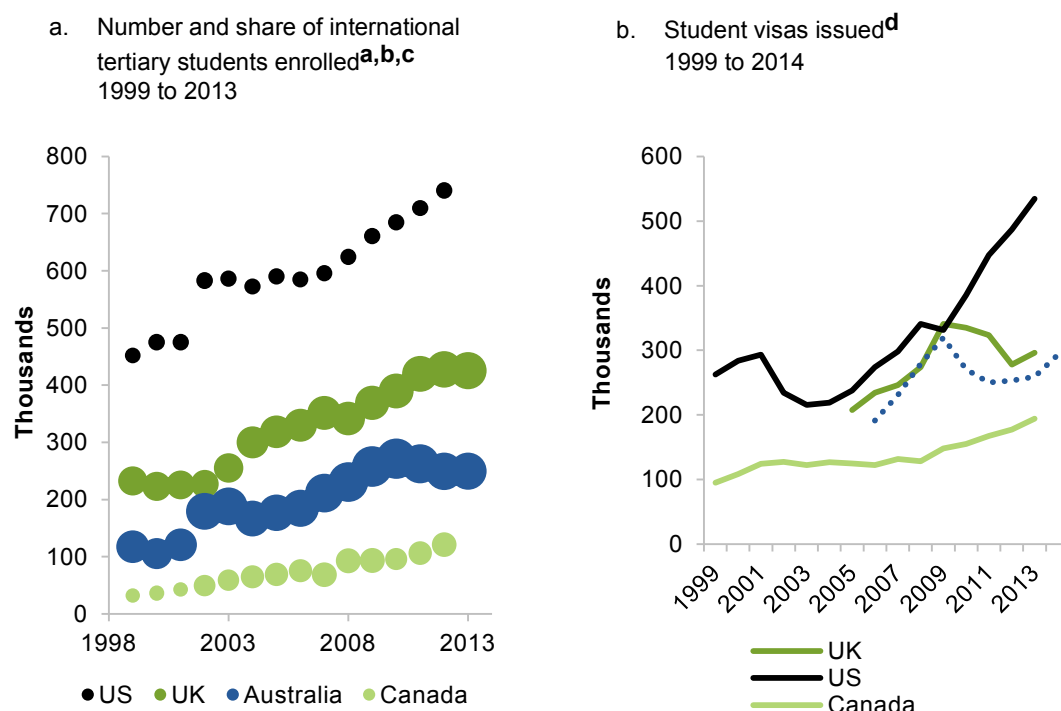 a. Number and share of international
tertiary students enrolleda,b,c
1999 to 2013
800
700
600
500
400
300
200
100
0
Thousands
1998
2003
2008
2013
US
UK
Australia
Canada
b. Student visas issuedd
1999 to 2014
600
500
400
300
200
100
0
Thousands
1999
2001
2003
2005
2007
2009
2011
2013
UK
US
Canada